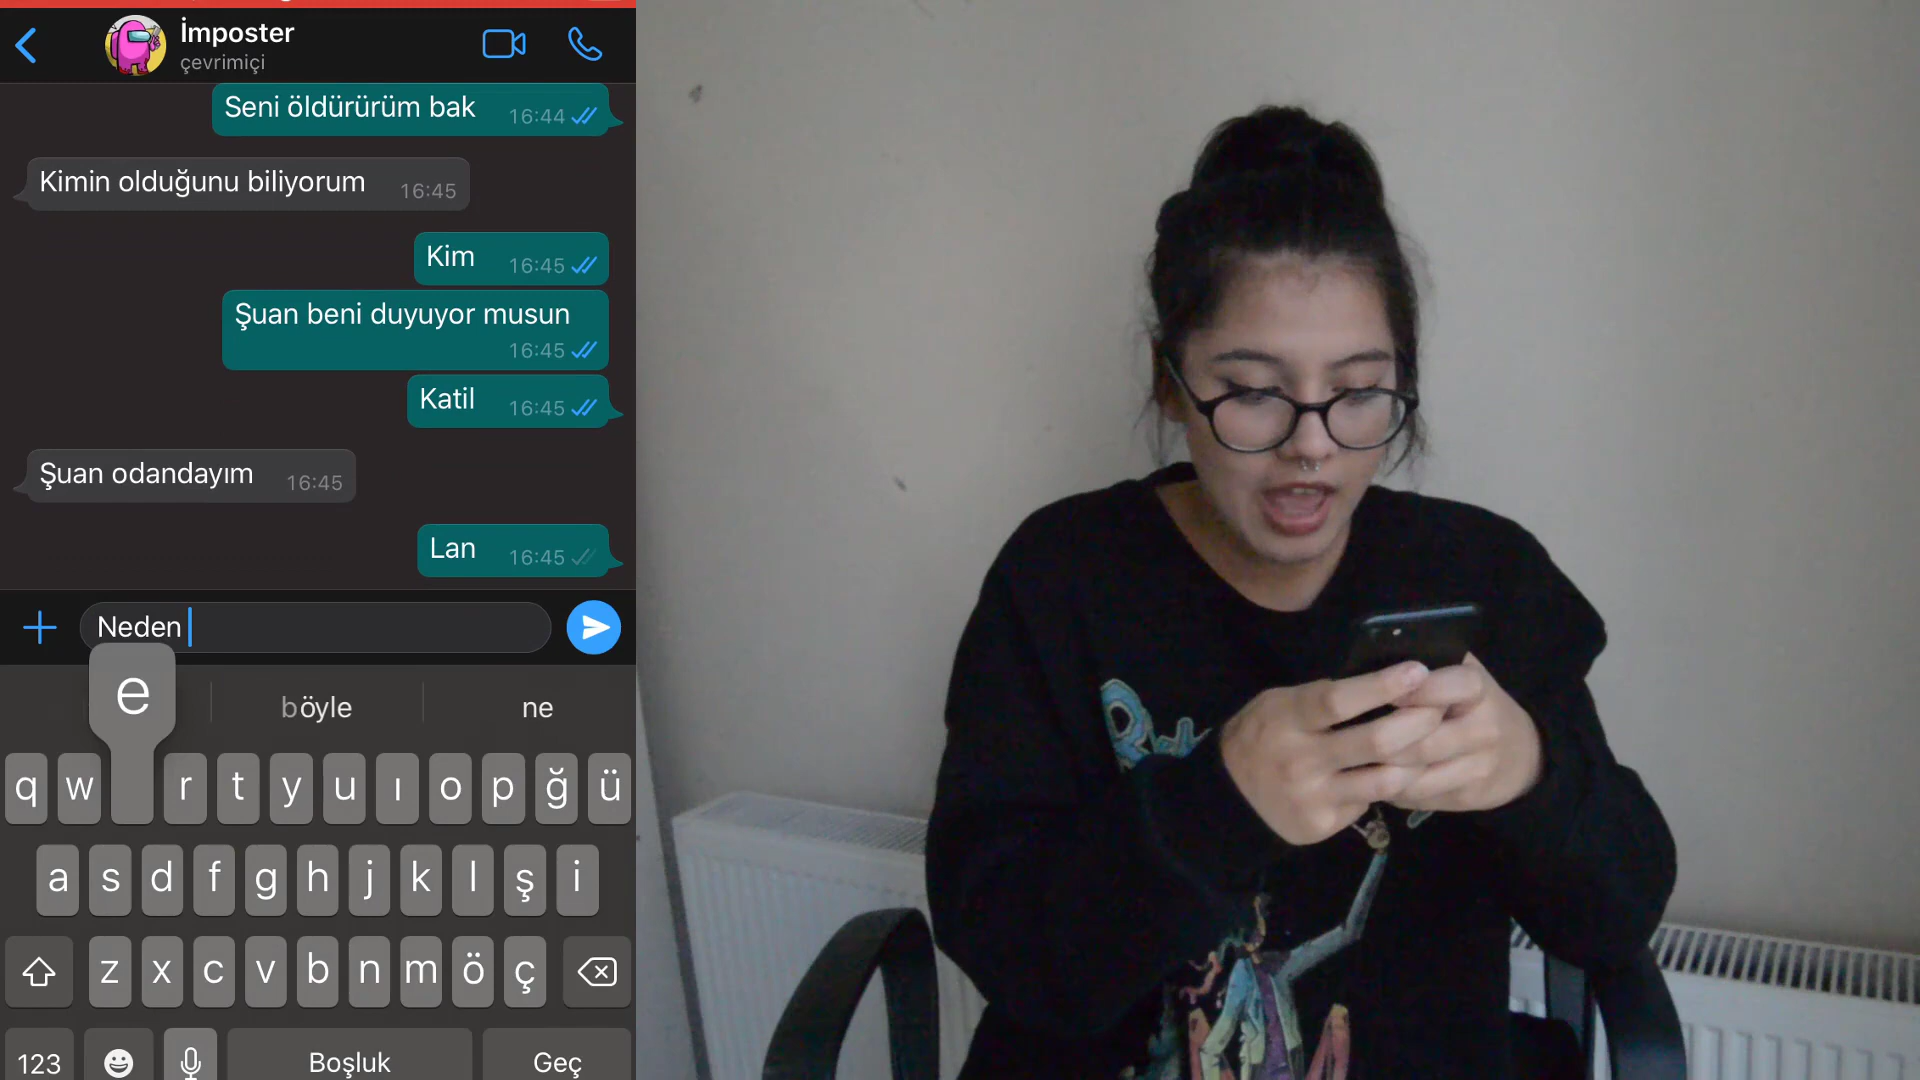 İmposter
çevrimiçi
Seni öldürürüm bak 16:44
Kimin olduğunu biliyorum 16:45
Kim 16:45
Şuan beni duyuyor musun
16:45
Katil 16:45
Şuan odandayım 16:45
Lan 16:45
Neden
e
böyle ne
q w r t y u ı o p ğ ü
a s d f g h j k l ş i
z x c v b n m ö ç
123 Boşluk Geç